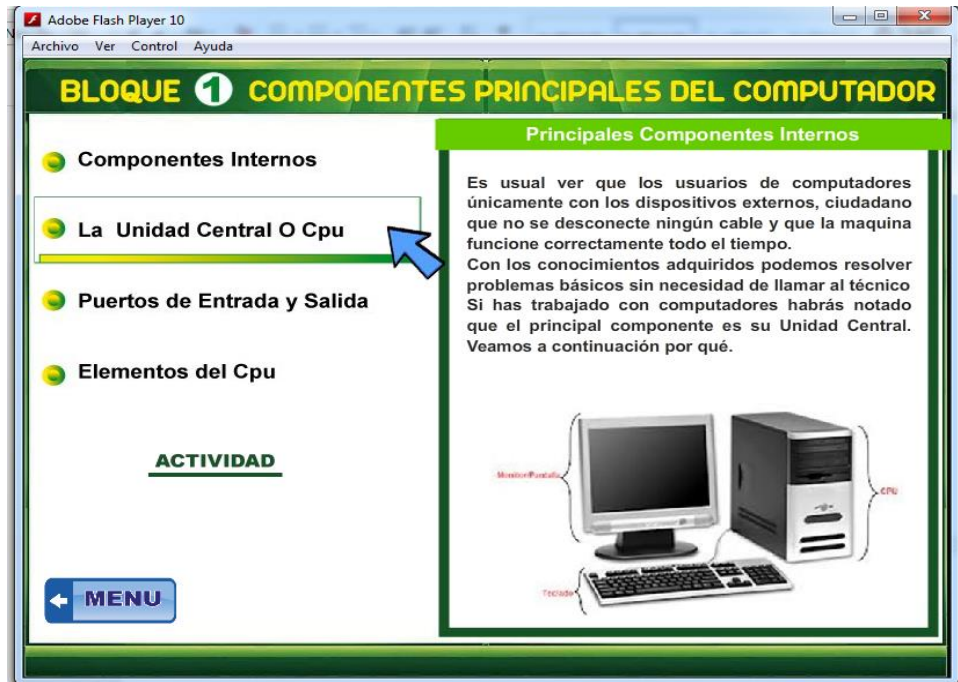 Adobe Flash Player 10
Archivo Ver Control Ayuda
BLOQUE 1 COMPONENTES PRINCIPALES DEL COMPUTADOR
Componentes Internos
La Unidad Central O Cpu
Puertos de Entrada y Salida
Elementos del Cpu
ACTIVIDAD
MENU
Principales Componentes Internos
Es usual ver que los usuarios de computadores
únicamente con los dispositivos externos, ciudadano
que no se desconecte ningún cable y que la maquina
funcione correctamente todo el tiempo.
Con los conocimientos adquiridos podemos resolver
problemas básicos sin necesidad de llamar al técnico
Si has trabajado con computadores habrás notado
que el principal componente es su Unidad Central.
Veamos a continuación por qué.
Monitor/Pantalla
CPU
Teclado